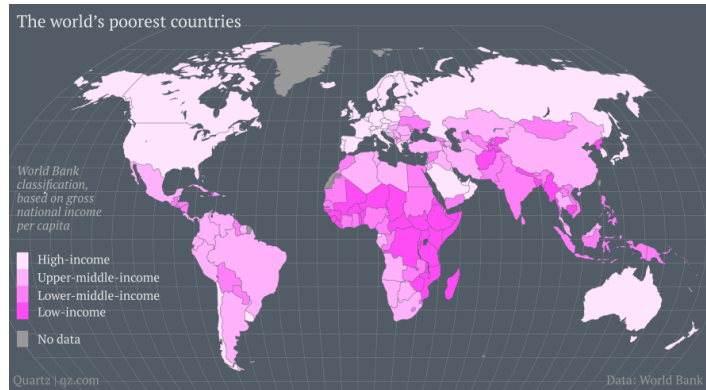 The world's poorest countries
World Bank
classification,
based on gross
national income
per capita
High-income
Upper-middle-income
Lower-middle-income
Low-income
No data
Quartz | qz.com
Data: World Bank